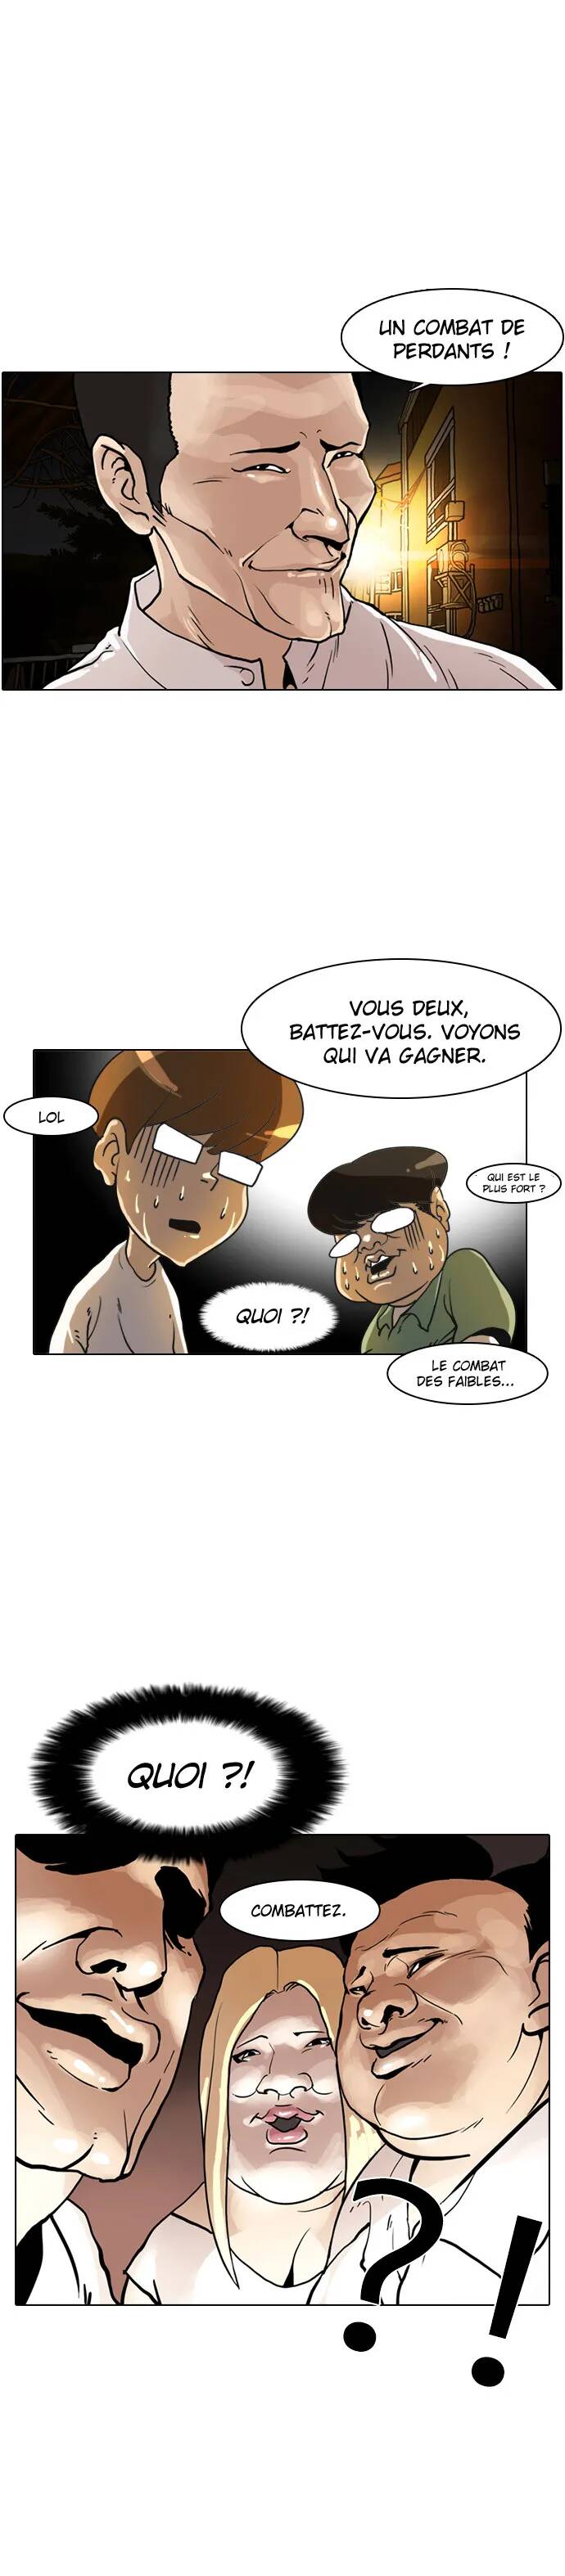 UN COMBAT DE
PERDANTS !
VOUS DEUX,
BATTEZ-VOUS. VOYONS
QUI VA GAGNER.
LOL
QUI EST LE
PLUS FORT ?
QUOI ?!
LE COMBAT
DES FAIBLES...
QUOI ?!
COMBATTEZ.
? !